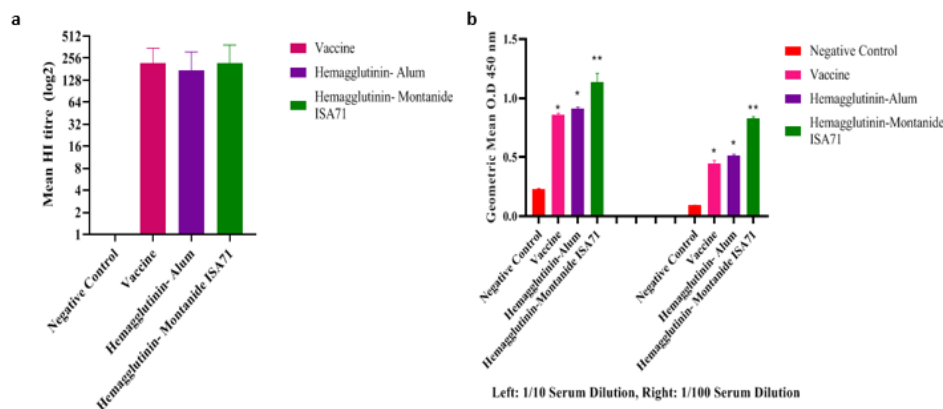 a
Mean HI titre (log2)
512
256
128
64
32
16
8
4
2
1
Negative Control
Vaccine
Hemagglutinin- Alum
Hemagglutinin- Montanide ISA71
Vaccine
Hemagglutinin- Alum
Hemagglutinin- Montanide
ISA71
b
Geometric Mean O.D 450 nm
1.5
1.0
0.5
0.0
*
*
**
*
*
**
Negative Control
Vaccine
Hemagglutinin-Alum
Hemagglutinin-Montanide ISA71
Negative Control
Vaccine
Hemagglutinin- Alum
Hemagglutinin-Montanide ISA71
Negative Control
Vaccine
Hemagglutinin-Alum
Hemagglutinin-Montanide
ISA71
Left: 1/10 Serum Dilution, Right: 1/100 Serum Dilution